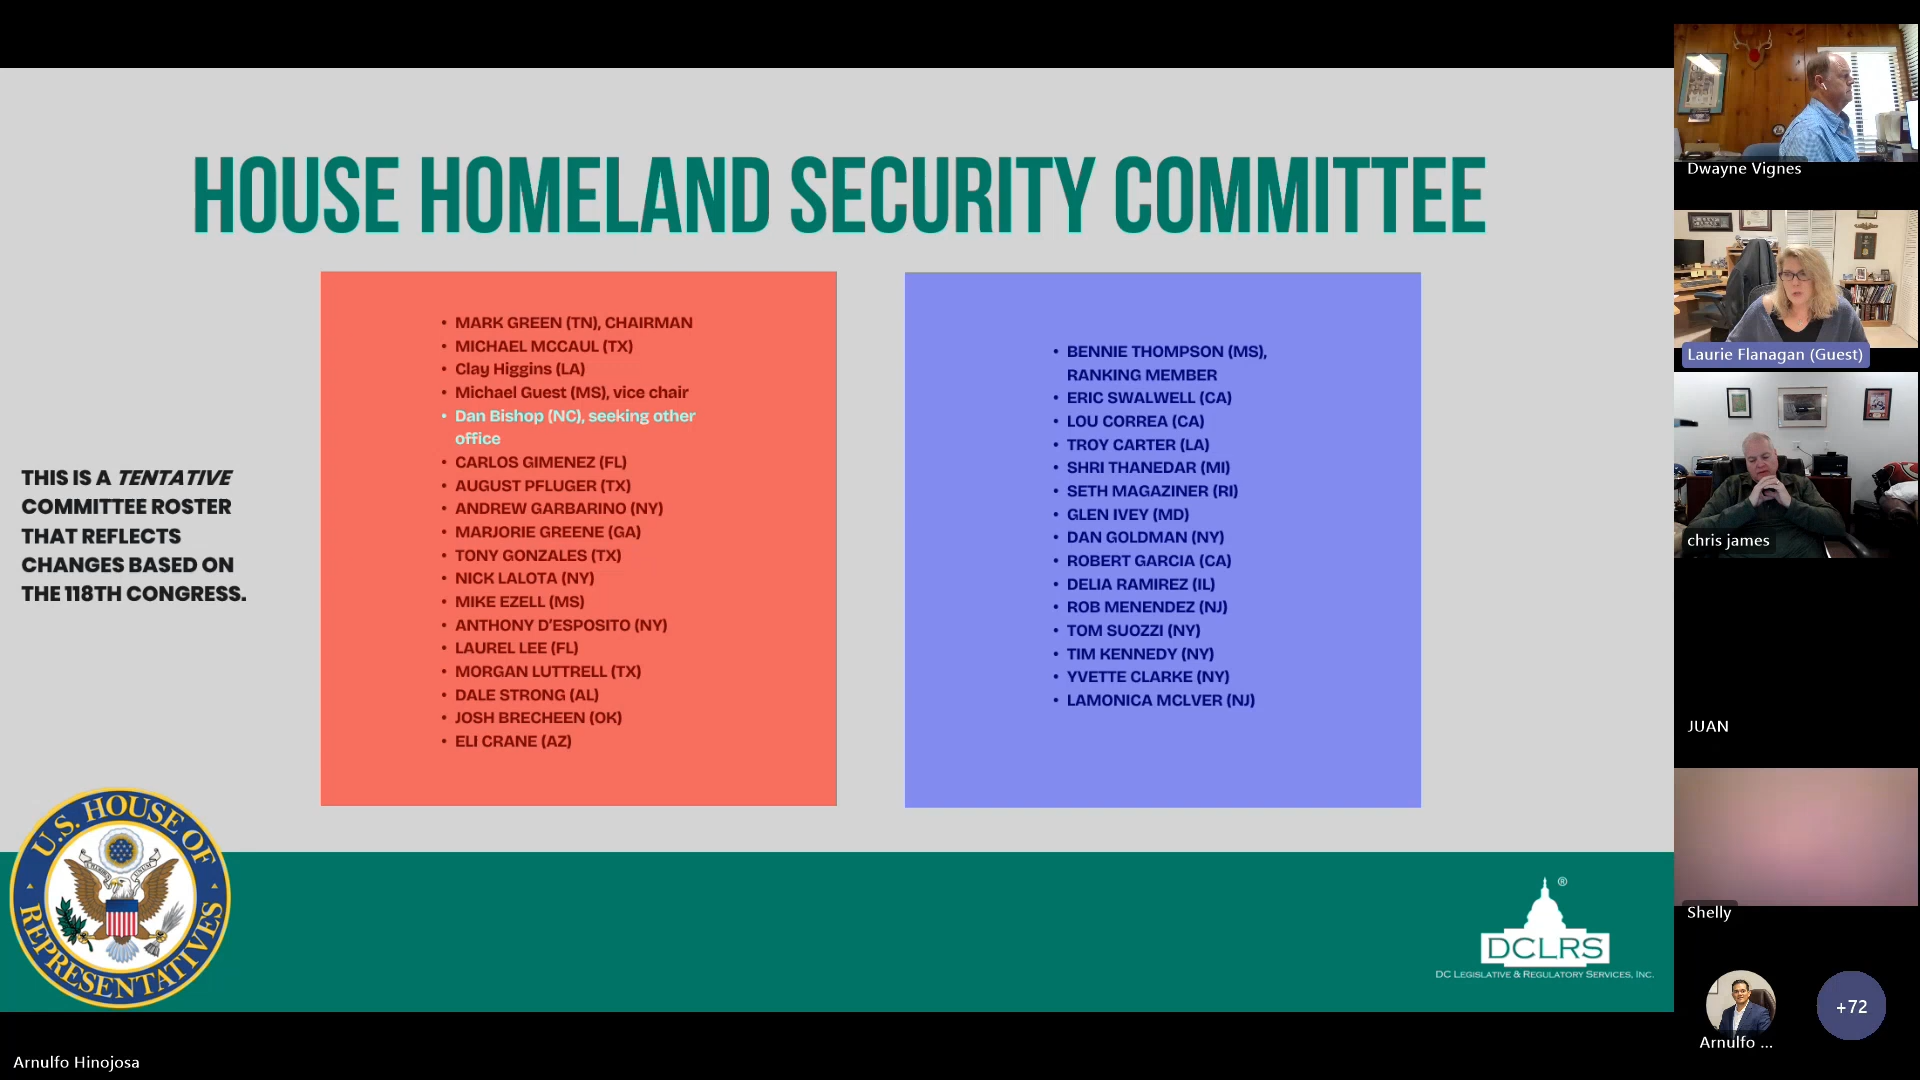 HOUSE HOMELAND SECURITY COMMITTEE
THIS IS A TENTATIVE
COMMITTEE ROSTER
THAT REFLECTS
CHANGES BASED ON
THE 118TH CONGRESS.
• MARK GREEN (TN), CHAIRMAN
• MICHAEL MCCAUL (TX)
• Clay Higgins (LA)
• Michael Guest (MS), vice chair
• Dan Bishop (NC), seeking other
office
• CARLOS GIMENEZ (FL)
• AUGUST PFLUGER (TX)
• ANDREW GARBARINO (NY)
• MARJORIE GREENE (GA)
• TONY GONZALES (TX)
• NICK LALOTA (NY)
• MIKE EZELL (MS)
• ANTHONY D'ESPOSITO (NY)
• LAUREL LEE (FL)
• MORGAN LUTTRELL (TX)
• DALE STRONG (AL)
• JOSH BRECHEEN (OK)
• ELI CRANE (AZ)
• BENNIE THOMPSON (MS),
RANKING MEMBER
• ERIC SWALWELL (CA)
• LOU CORREA (CA)
• TROY CARTER (LA)
• SHRI THANEDAR (MI)
• SETH MAGAZINER (RI)
• GLEN IVEY (MD)
• DAN GOLDMAN (NY)
• ROBERT GARCIA (CA)
• DELIA RAMIREZ (IL)
• ROB MENENDEZ (NJ)
• TOM SUOZZI (NY)
• TIM KENNEDY (NY)
• YVETTE CLARKE (NY)
• LAMONICA MCLVER (NJ)
U.S. HOUSE OF
REPRESENTATIVES
®
DCLRS
DC LEGISLATIVE & REGULATORY SERVICES, INC.
Arnulfo Hinojosa
Dwayne Vignes
Laurie Flanagan (Guest)
chris james
JUAN
Shelly
Arnulfo ...
+72